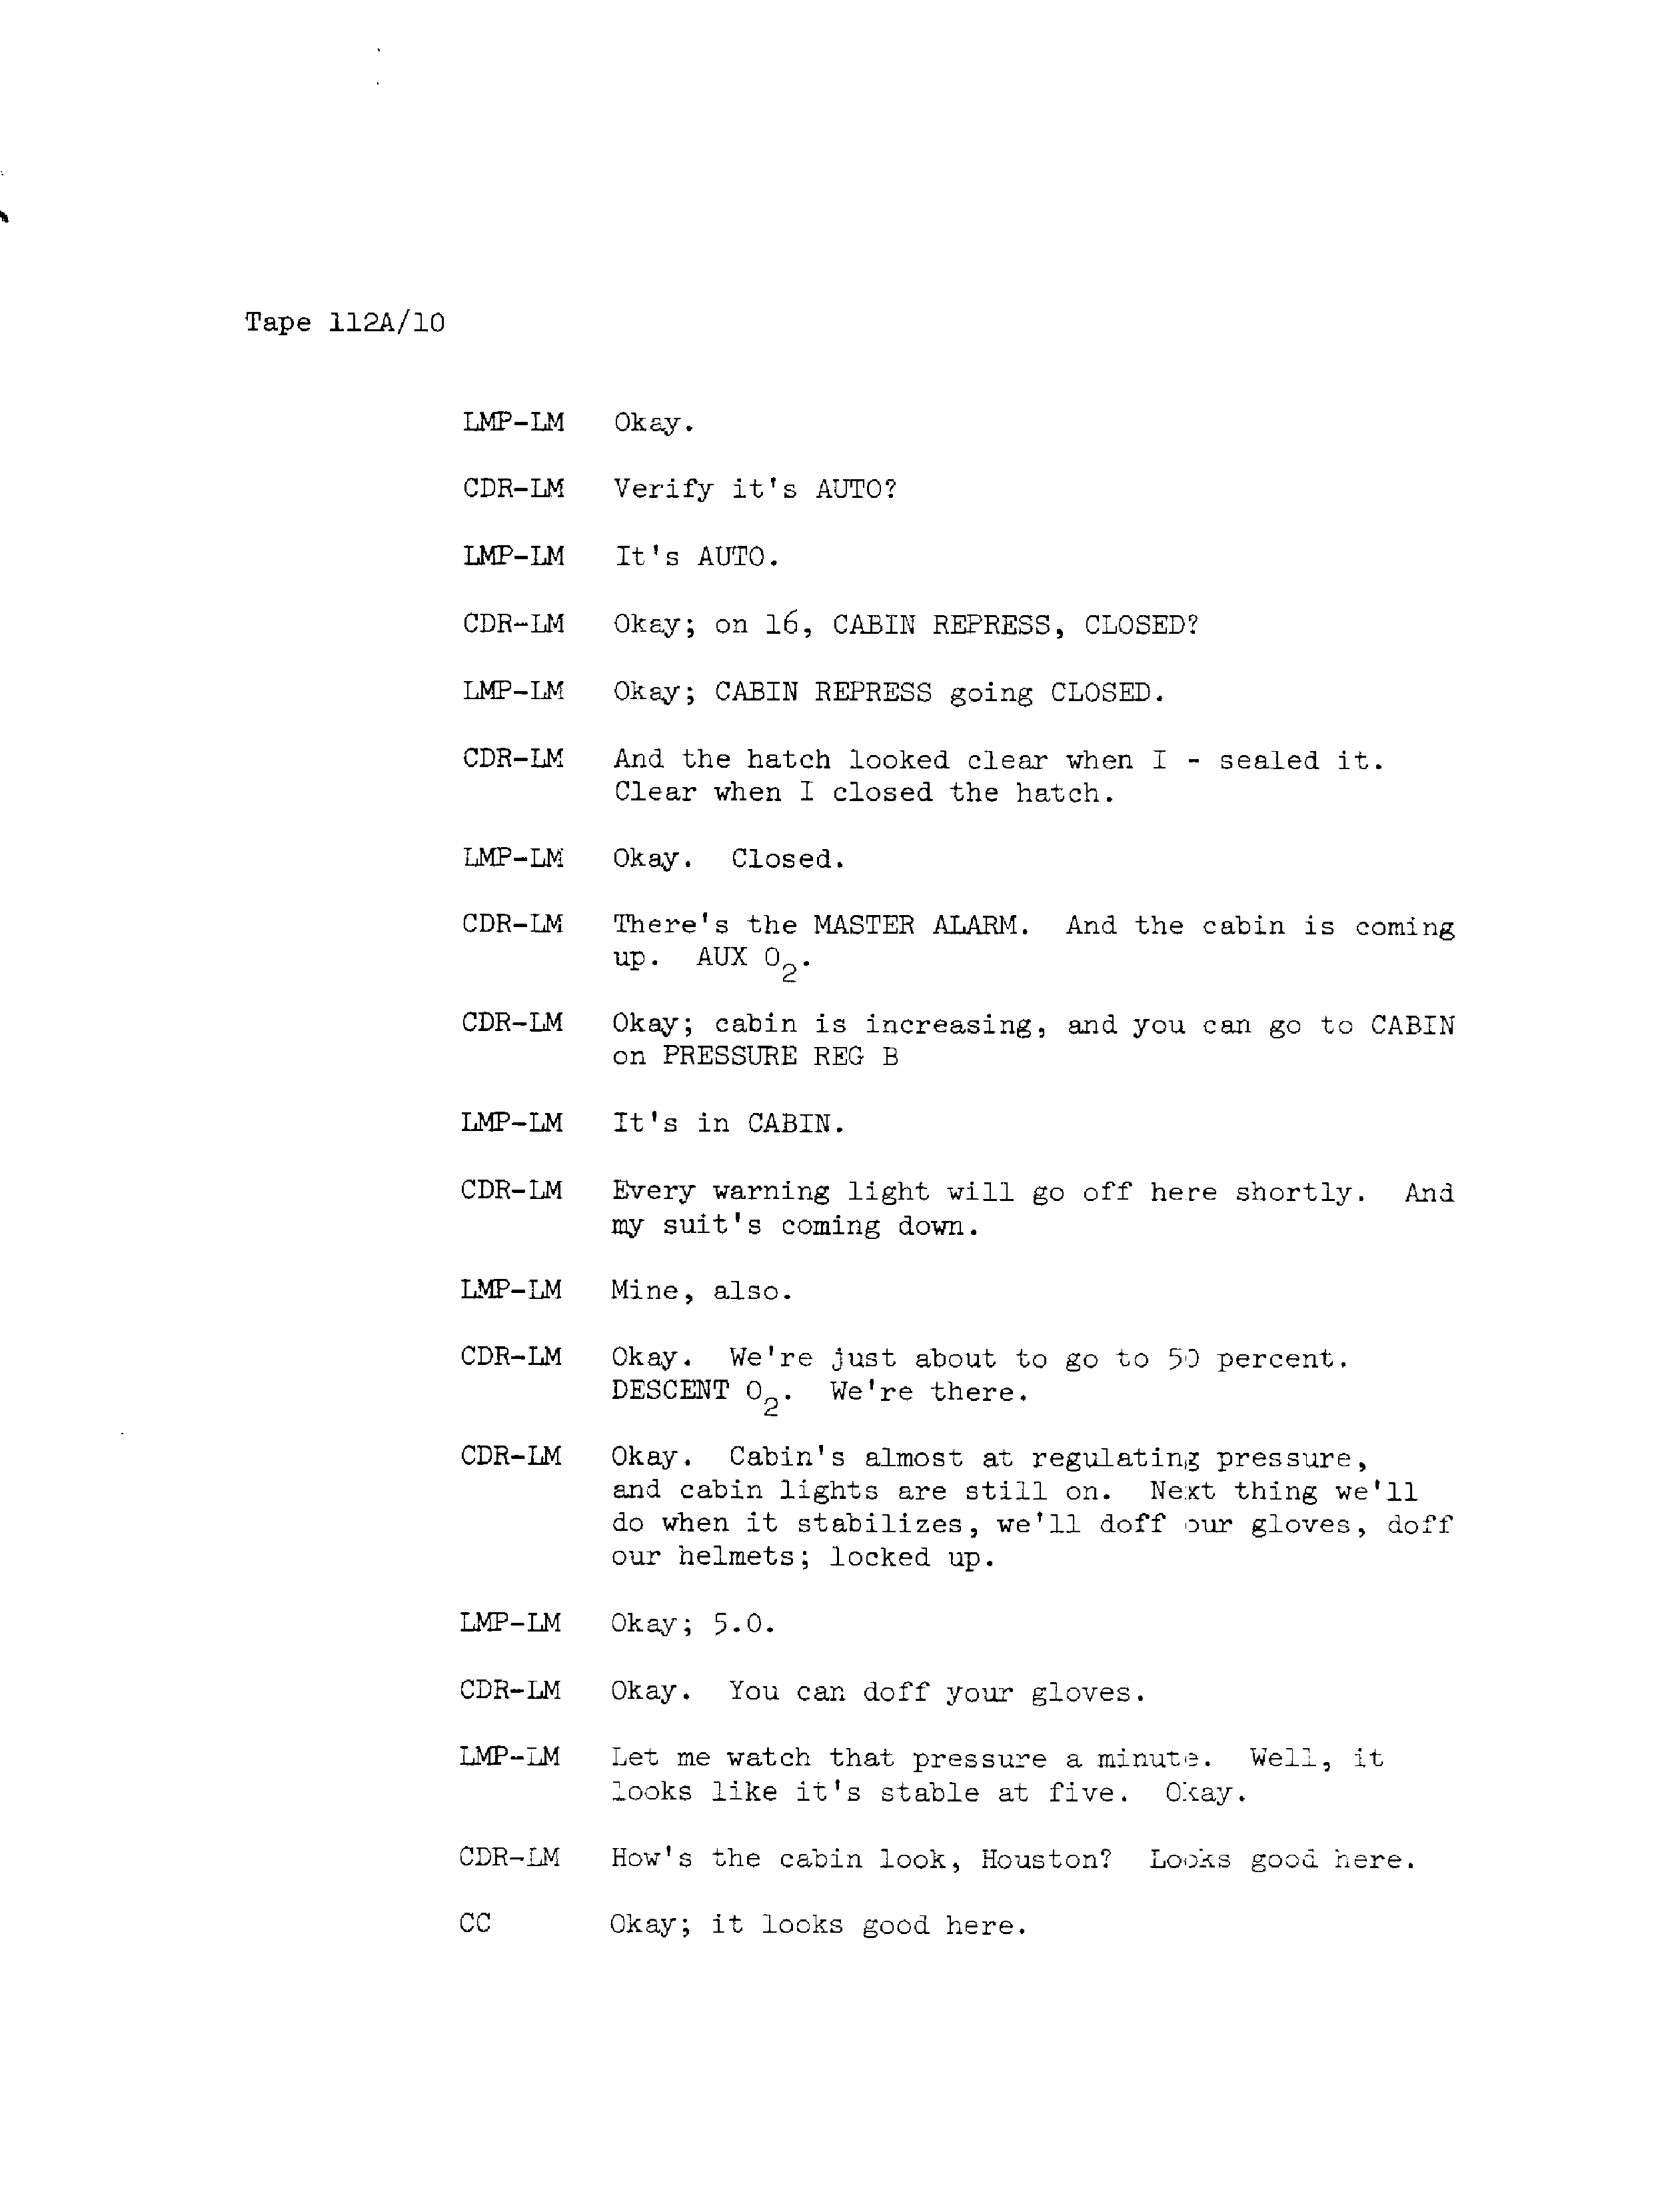 Tape 112A/10
LMP-LM Okay.
CDR-LM Verify it's AUTO?
LMP-LM It's AUTO.
CDR-LM Okay; on 16, CABIN REPRESS, CLOSED?
LMP-LM Okay; CABIN REPRESS going CLOSED.
CDR-LM And the hatch looked clear when I - sealed it.
Clear when I closed the hatch.
LMP-LM Okay. Closed.
CDR-LM There's the MASTER ALARM. And the cabin is coming
up. AUX O2.
CDR-LM Okay; cabin is increasing, and you can go to CABIN
on PRESSURE REG B
LMP-LM It's in CABIN.
CDR-LM Every warning light will go off here shortly. And
my suit's coming down.
LMP-LM Mine, also.
CDR-LM Okay. We're just about to go to 50 percent.
DESCENT O2. We're there.
CDR-LM Okay. Cabin's almost at regulating pressure,
and cabin lights are still on. Next thing we'll
do when it stabilizes, we'll doff our gloves, doff
our helmets; locked up.
LMP-LM Okay; 5.0.
CDR-LM Okay. You can doff your gloves.
LMP-LM Let me watch that pressure a minute. Well, it
looks like it's stable at five. Okay.
CDR-LM How's the cabin look, Houston? Looks good here.
CC Okay; it looks good here.